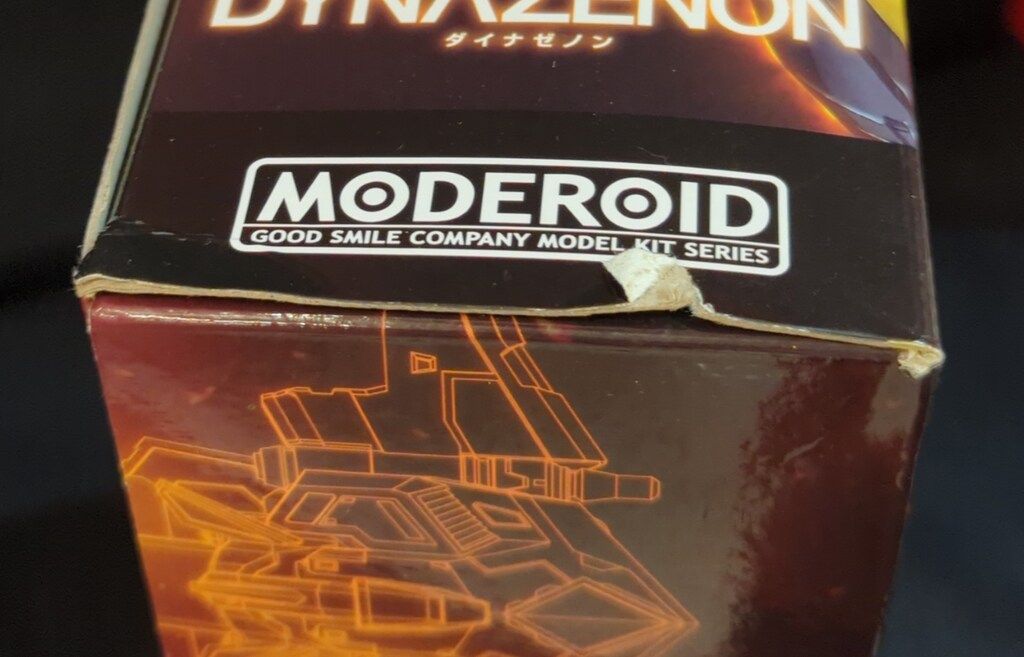 DYNAZENON
ダイナゼノン
MODEROID
GOOD SMILE COMPANY MODEL KIT SERIES